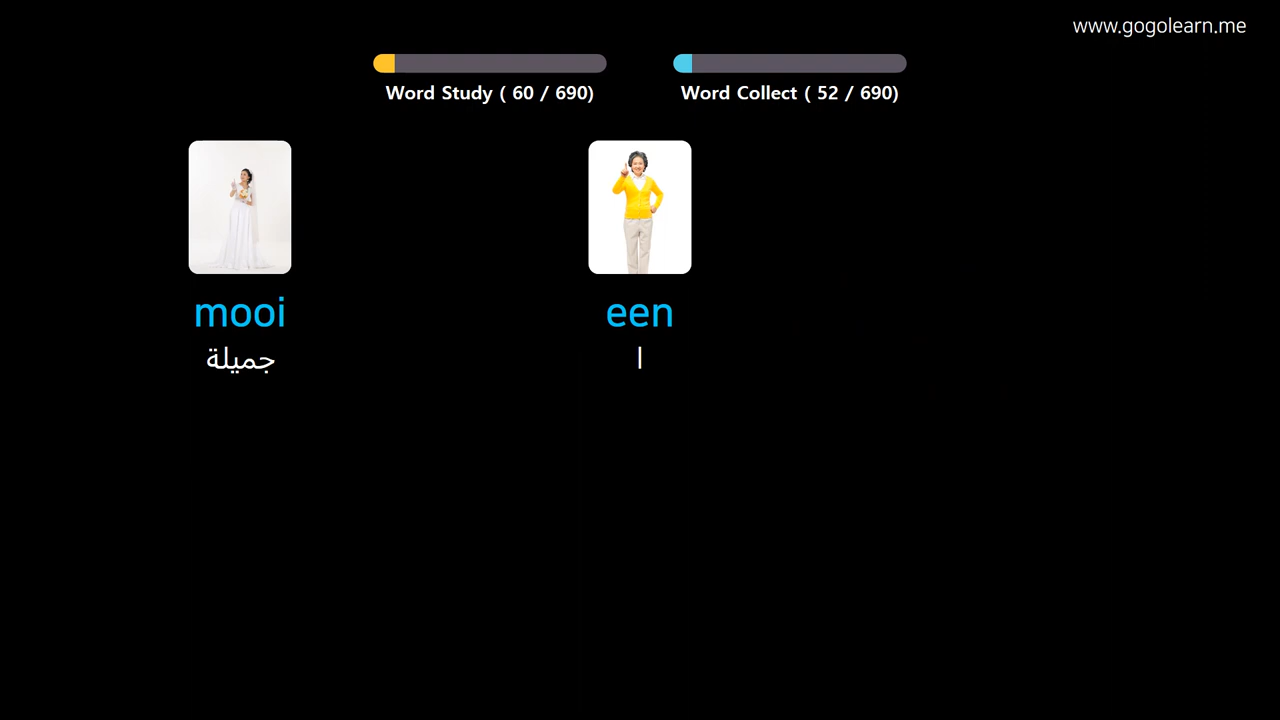 www.gogolearn.me
Word Study ( 60 / 690)
Word Collect ( 52 / 690)
mooi
een
جميلة
ا